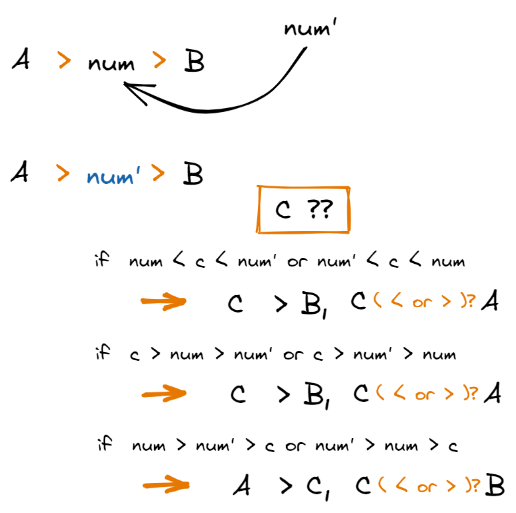 num'
A > num > B
A > num' > B
C ??
if num < c < num' or num' < c < num
→ C > B, C ( < or > )? A
if c > num > num' or c > num' > num
→ C > B, C ( < or > )? A
if num > num' > c or num' > num > c
→ A > C, C ( < or > )? B